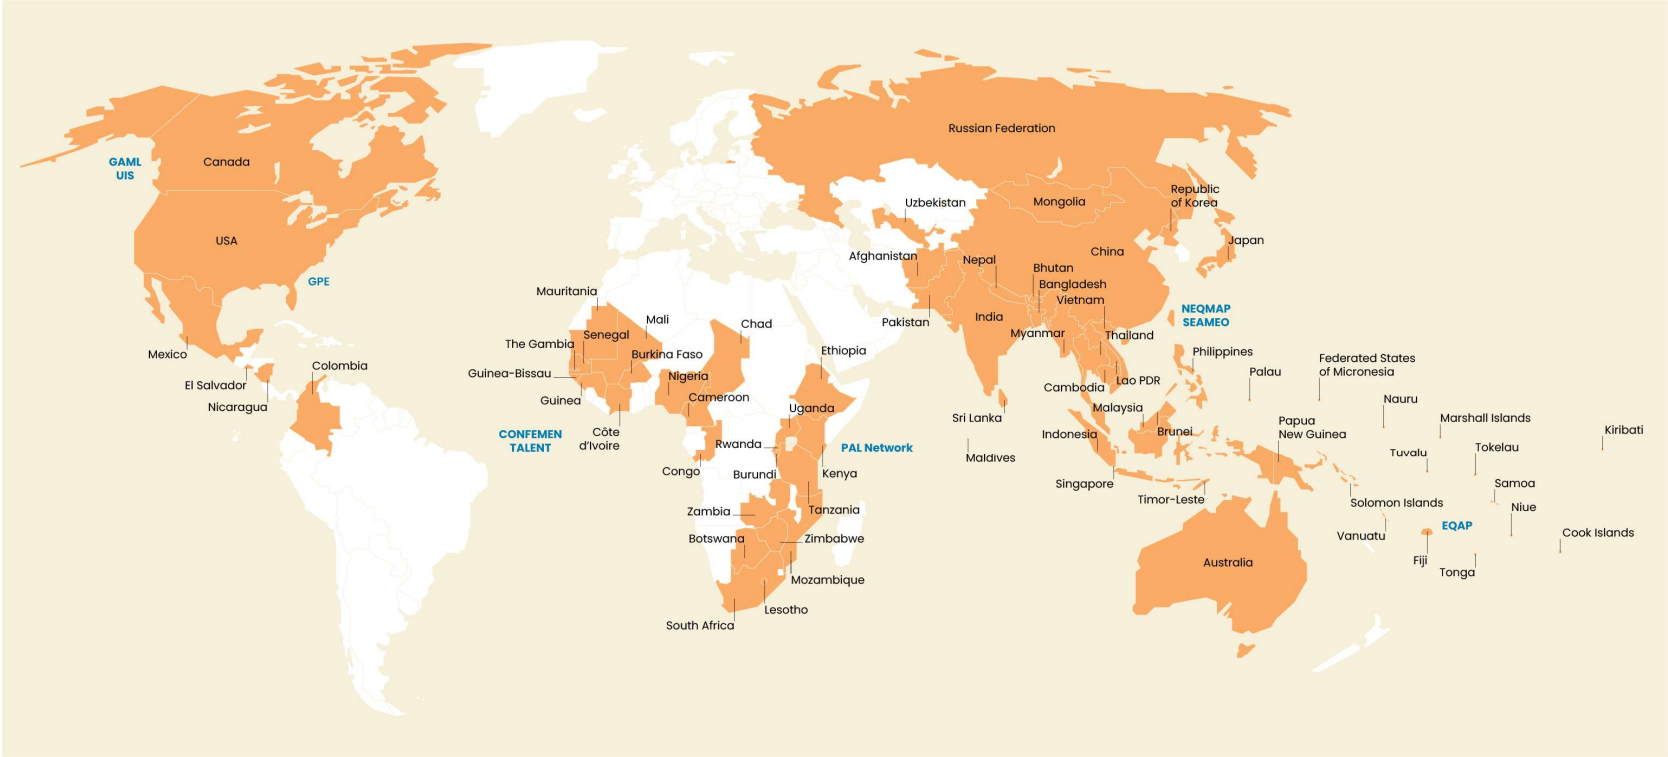 Russian Federation
GAML
UIS
Canada
Republic
of Korea
Uzbekistan
Mongolia
USA
Japan
China
Afghanistan
Nepal
Bhutan
GPE
Bangladesh
Mauritania
Vietnam
NEQMAP
SEAMEO
India
Mali
Chad
Pakistan
Senegal
Myanmar
Thailand
The Gambia
Mexico
Burkina Faso
Ethiopia
Philippines
Federated States
of Micronesia
Colombia
Guinea-Bissau
Nigeria
Palau
El Salvador
Cambodia
Lao PDR
Guinea
Cameroon
Nauru
Nicaragua
Uganda
Malaysia
Sri Lanka
Marshall Islands
Papua
New Guinea
CONFEMEN
TALENT
Côte
d’Ivoire
Indonesia
Brunei
Kiribati
Rwanda
PAL Network
Tokelau
Maldives
Tuvalu
Congo
Burundi
Kenya
Singapore
Samoa
Timor-Leste
Solomon Islands
Niue
Zambia
Tanzania
EQAP
Vanuatu
Cook Islands
Botswana
Zimbabwe
Australia
Fiji
Tonga
Mozambique
Lesotho
South Africa